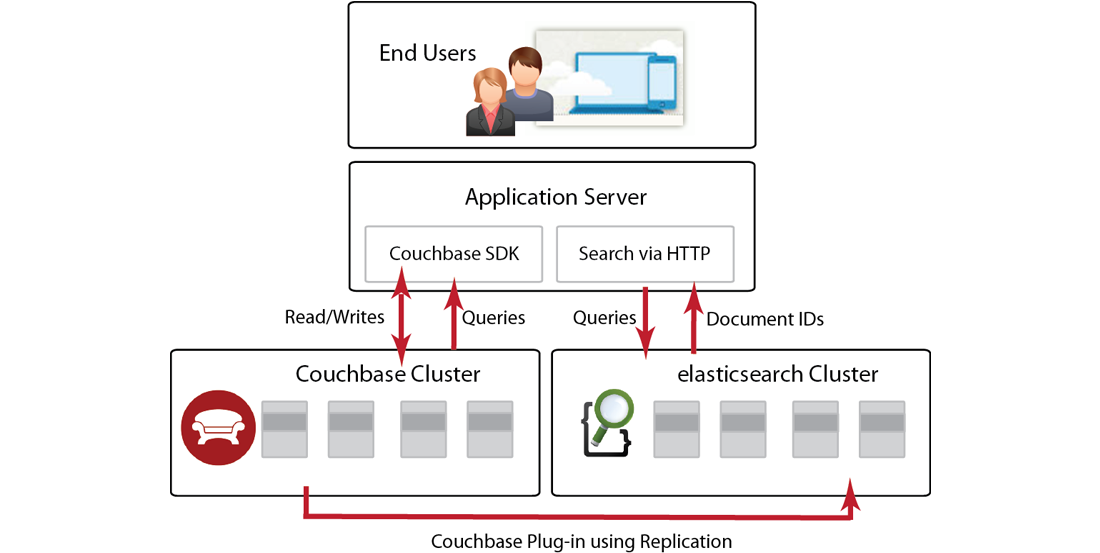 End Users
Application Server
Couchbase SDK
Search via HTTP
Read/Writes
Queries
Queries
Document IDs
Couchbase Cluster
elasticsearch Cluster
Couchbase Plug-in using Replication